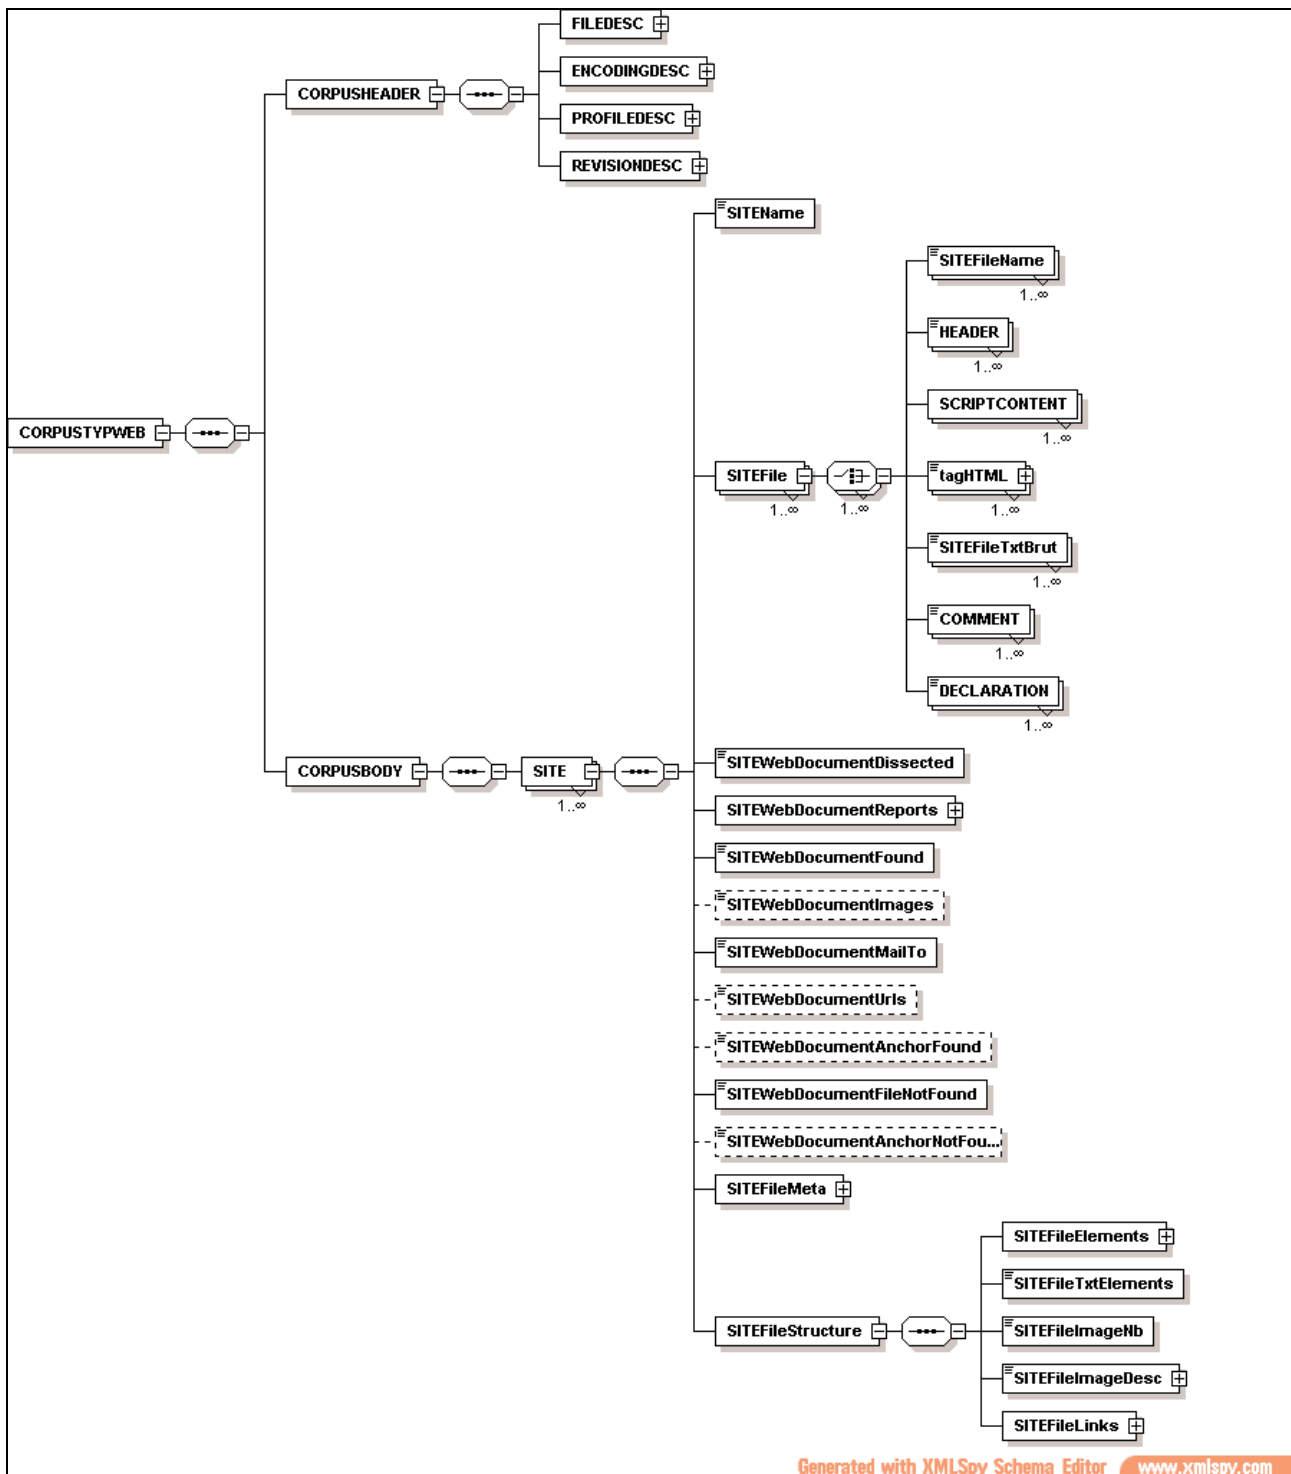 FILEDESC
ENCODINGDESC
CORPUSHEADER
PROFILEDESC
REVISIONDESC
SITEName
SITEFileName
1..∞
HEADER
1..∞
SCRIPTCONTENT
1..∞
CORPUSTYPWEB
SITEFile
1..∞
1..∞
tagHTML
1..∞
SITEFileTxtBrut
1..∞
COMMENT
1..∞
DECLARATION
1..∞
CORPUSBODY
SITE
1..∞
SITEWebDocumentDissected
SITEWebDocumentReports
SITEWebDocumentFound
SITEWebDocumentImages
SITEWebDocumentMailTo
SITEWebDocumentUrls
SITEWebDocumentAnchorFound
SITEWebDocumentFileNotFound
SITEWebDocumentAnchorNotFou...
SITEFileMeta
SITEFileElements
SITEFileTxtElements
SITEFileStructure
SITEFileImageNb
SITEFileImageDesc
SITEFileLinks
Generated with XMLSpy Schema Editor www.xmlspy.com